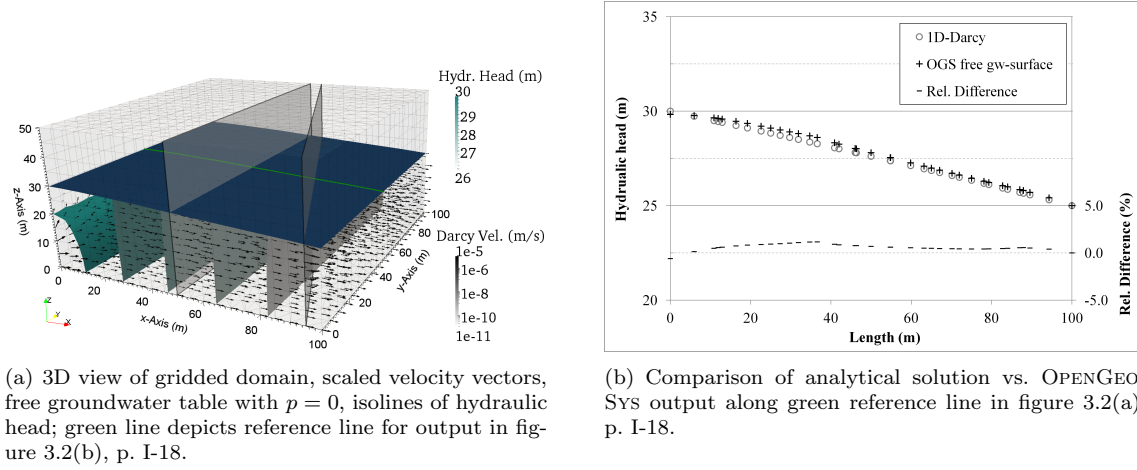 Hydr. Head (m)
30
29
28
27
26
Darcy Vel. (m/s)
1e-5
1e-6
1e-8
1e-10
1e-11
z-Axis (m)
50
40
30
20
10
0
x-Axis (m)
0
20
40
60
80
100
y-Axis (m)
100
80
60
40
20
0
Z
Y
X
35
30
25
20
Hydrualic head (m)
1D-Darcy
OGS free gw-surface
Rel. Difference
5.0
0.0
-5.0
Rel. Difference (%)
0
20
40
60
80
100
Length (m)
(a) 3D view of gridded domain, scaled velocity vectors,
free groundwater table with p = 0, isolines of hydraulic
head; green line depicts reference line for output in fig-
ure 3.2(b), p. I-18.
(b) Comparison of analytical solution vs. OPENGEO
SYS output along green reference line in figure 3.2(a)
p. I-18.